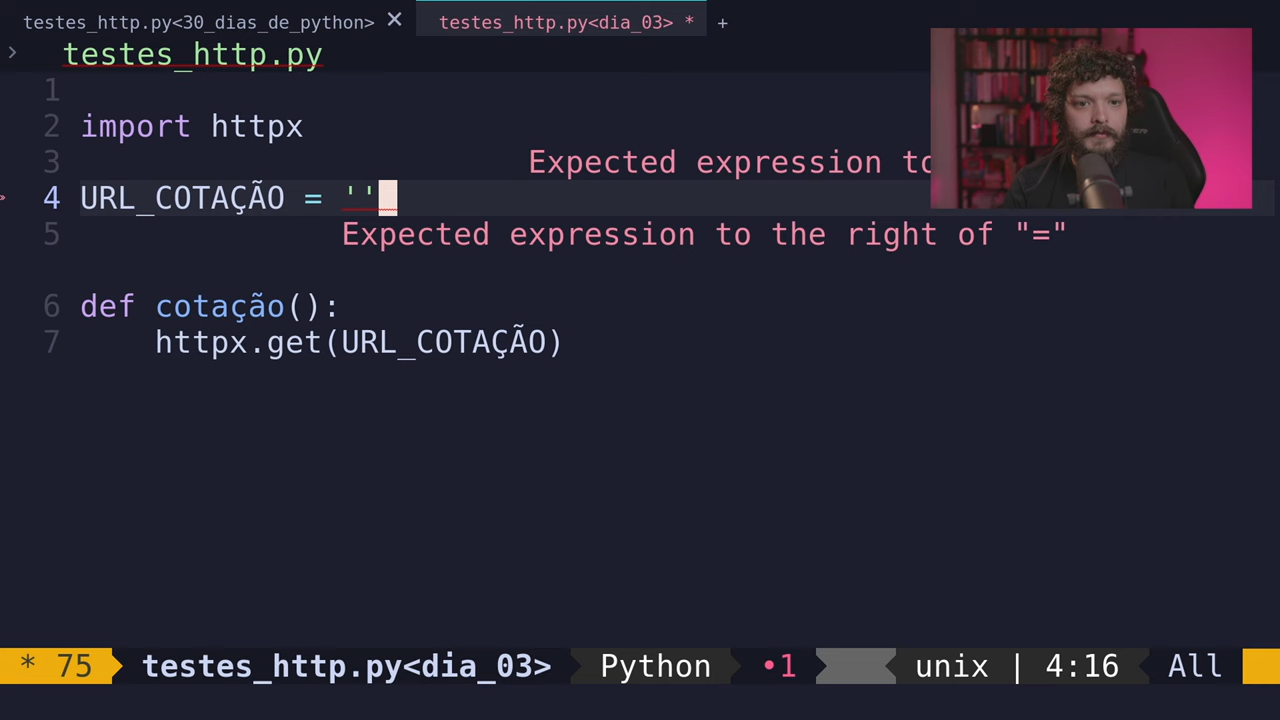 testes_http.py<30_dias_de_python> ✕ testes_http.py<dia_03> * +
› testes_http.py
1
2 import httpx
3 Expected expression
4 URL_COTAÇÃO = ''
5 Expected expression to the right of "="
6 def cotação():
7 httpx.get(URL_COTAÇÃO)
* 75 testes_http.py<dia_03> Python •1 unix | 4:16 All